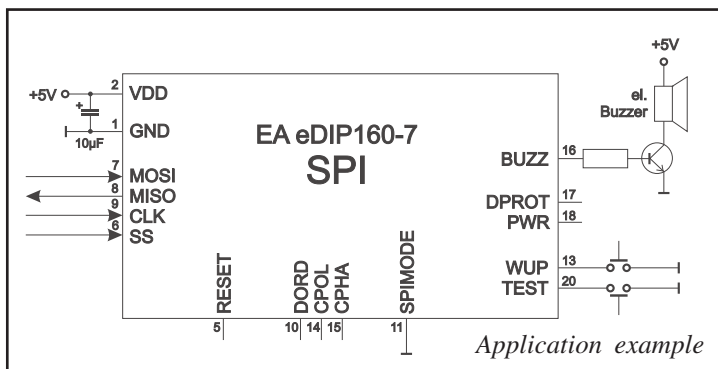 +5V
+5V
2
VDD
+
el.
Buzzer
1
GND
10µF
EA eDIP160-7
SPI
BUZZ
16
7
MOSI
8
MISO
9
CLK
6
SS
DPROT
17
PWR
18
WUP
13
TEST
20
RESET
DORD
CPOL
CPHA
SPIMODE
5
10
14
15
11
Application example